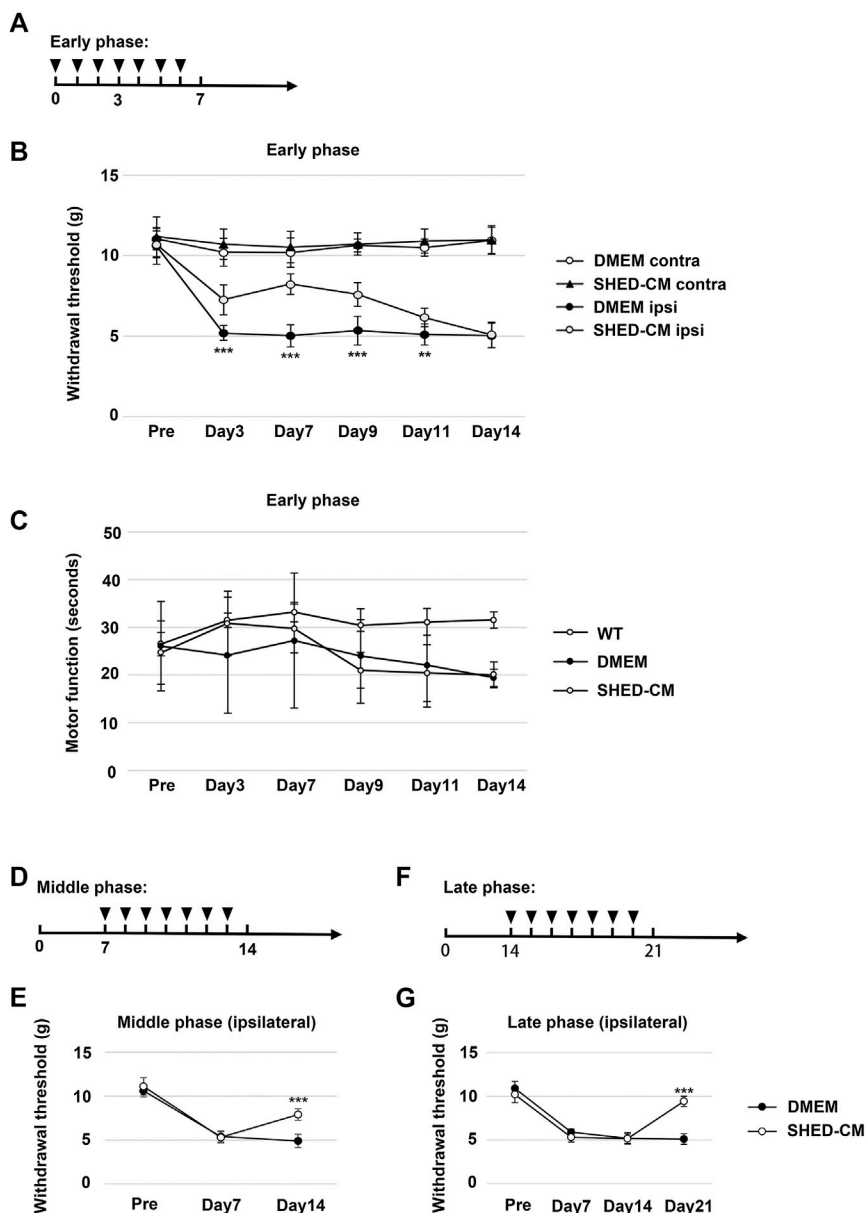 A
Early phase:
0 3 7
B
Early phase
Withdrawal threshold (g)
15
10
5
0
Pre Day3 Day7 Day9 Day11 Day14
*** *** *** **
DMEM contra
SHED-CM contra
DMEM ipsi
SHED-CM ipsi
C
Early phase
Motor function (seconds)
50
40
30
20
10
0
Pre Day3 Day7 Day9 Day11 Day14
WT
DMEM
SHED-CM
D
Middle phase:
0 7 14
E
Middle phase (ipsilateral)
Withdrawal threshold (g)
15
10
5
0
***
Pre Day7 Day14
F
Late phase:
0 14 21
G
Late phase (ipsilateral)
Withdrawal threshold (g)
15
10
5
0
***
Pre Day7 Day14 Day21
DMEM
SHED-CM